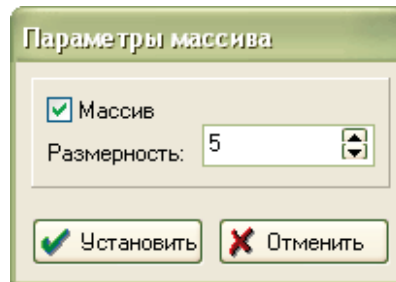 Параметры массива
Массив
Размерность: 5
Установить Отменить